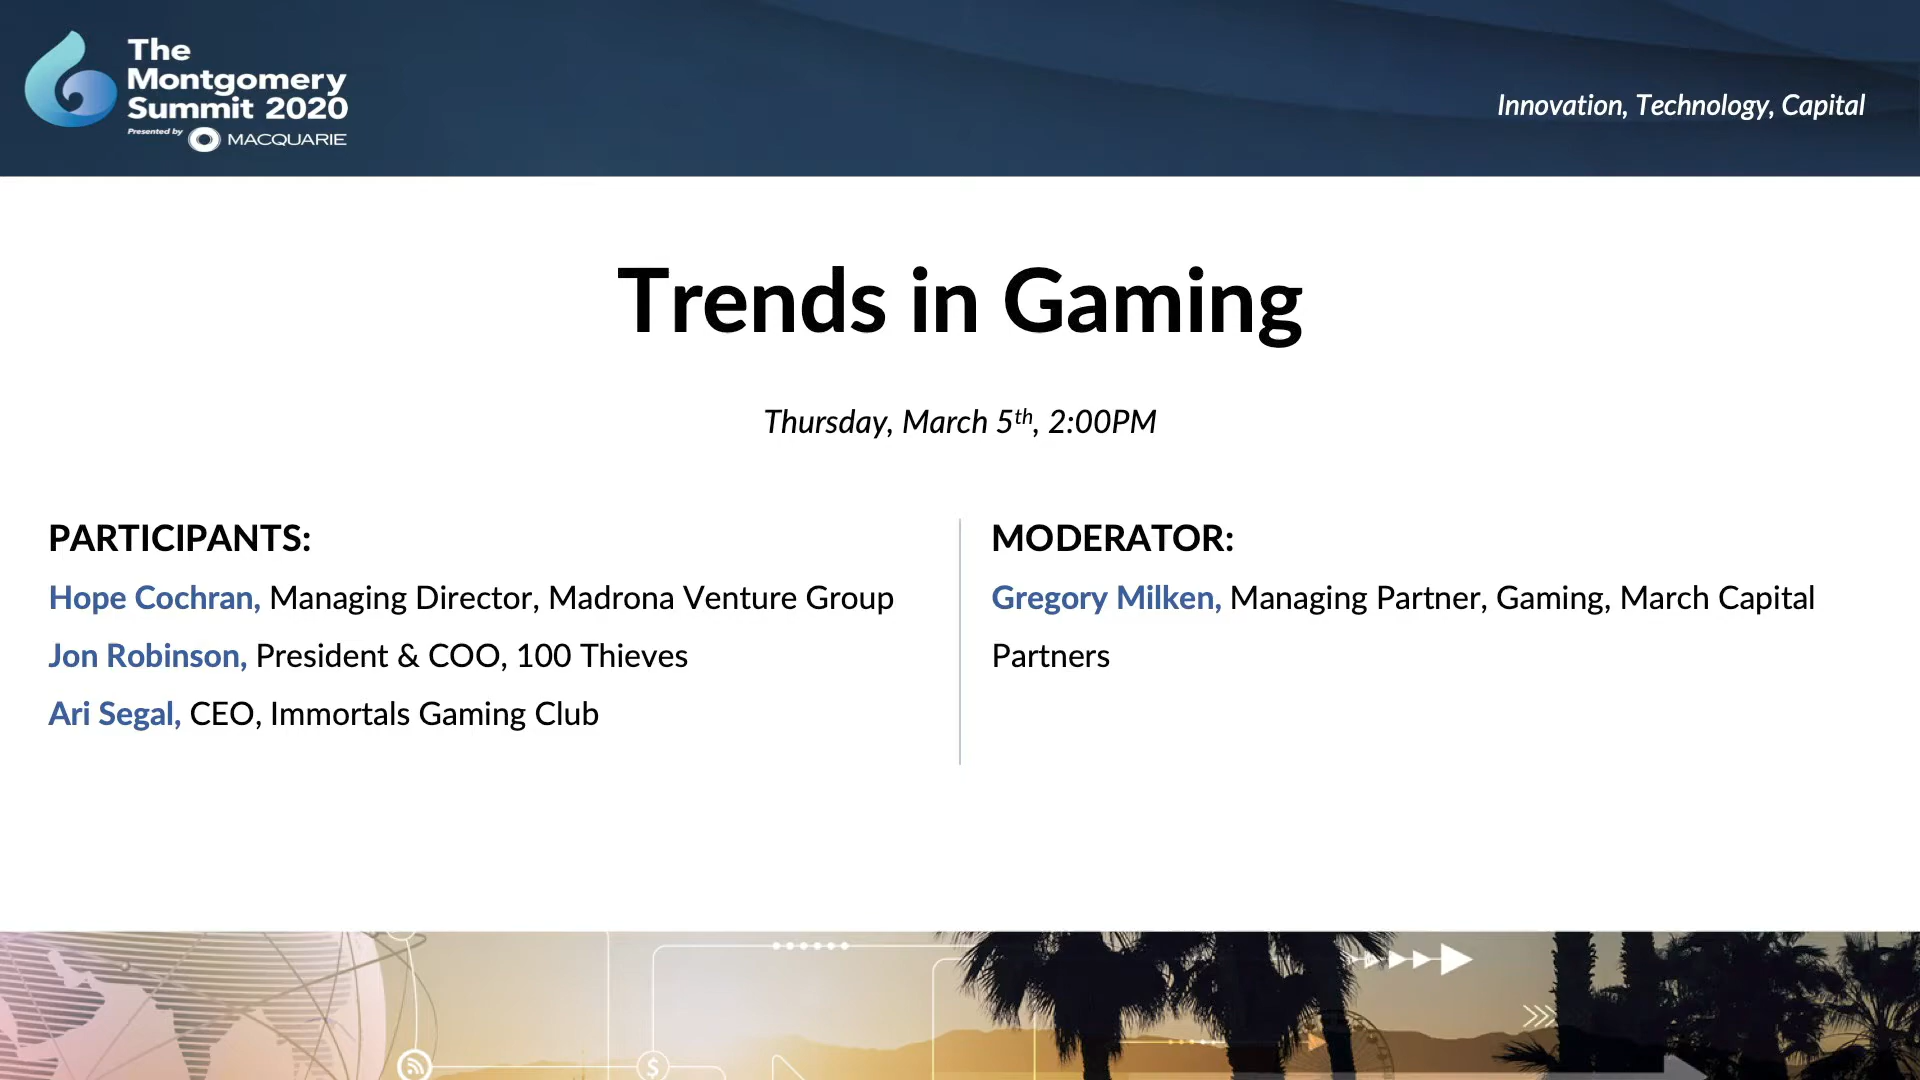 The
Montgomery
Summit 2020
Presented by MACQUARIE
Innovation, Technology, Capital
Trends in Gaming
Thursday, March 5th, 2:00PM
PARTICIPANTS:
Hope Cochran, Managing Director, Madrona Venture Group
Jon Robinson, President & COO, 100 Thieves
Ari Segal, CEO, Immortals Gaming Club
MODERATOR:
Gregory Milken, Managing Partner, Gaming, March Capital
Partners
$